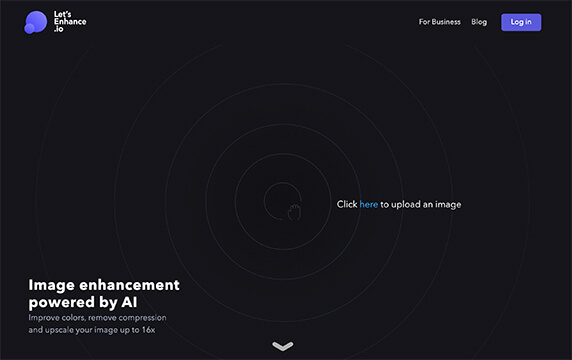 Let's
Enhance
.io
For Business
Blog
Log in
Click here to upload an image
Image enhancement
powered by AI
Improve colors, remove compression
and upscale your image up to 16x